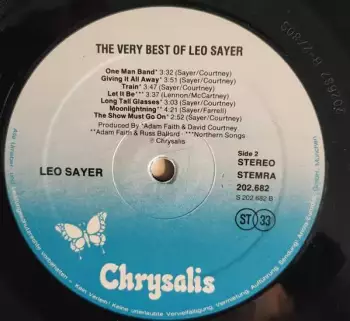 THE VERY BEST OF LEO SAYER
One Man Band* 3:32 (Sayer/Courtney)
Giving It All Away* 3:51 (Sayer/Courtney)
Train* 3:47 (Sayer/Courtney)
Let It Be*** 3:37 (Lennon/McCartney)
Long Tall Glasses* 3:03 (Sayer/Courtney)
Moonlightning** 4:21 (Sayer/Farrell)
The Show Must Go On* 2:52 (Sayer/Courtney)
Produced By *Adam Faith & David Courtney
**Adam Faith & Russ Ballard ***Northern Songs
℗ Chrysalis
LEO SAYER
Side 2 STEREO
STEMRA
202.682
S 202 682 B
ST 33
Chrysalis